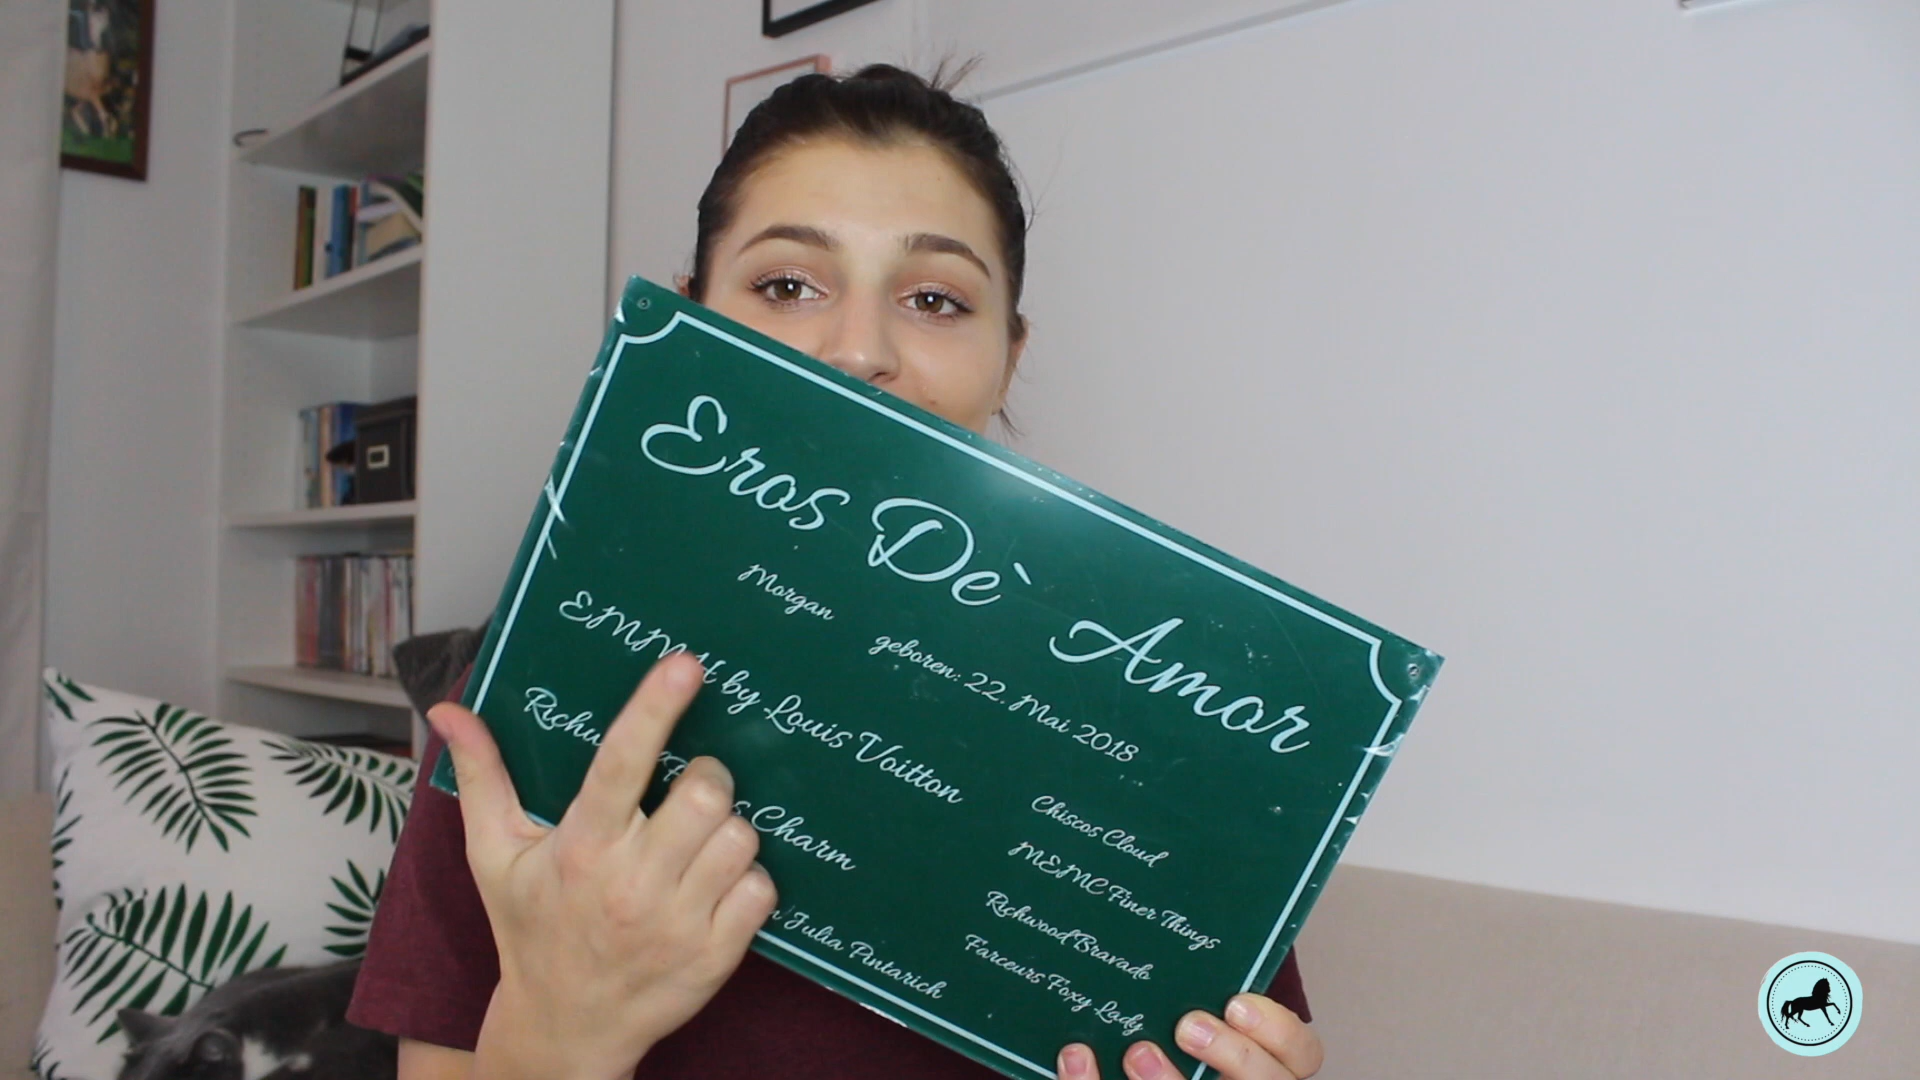 Eros Dè Amor
Morgan geboren: 22. Mai 2018
EMMH by Louis Voitton
Charm
Chiscos Cloud
MEMC Finer Things
Richwood Bravado
Farceurs Foxy Lady
Julia Pintarich